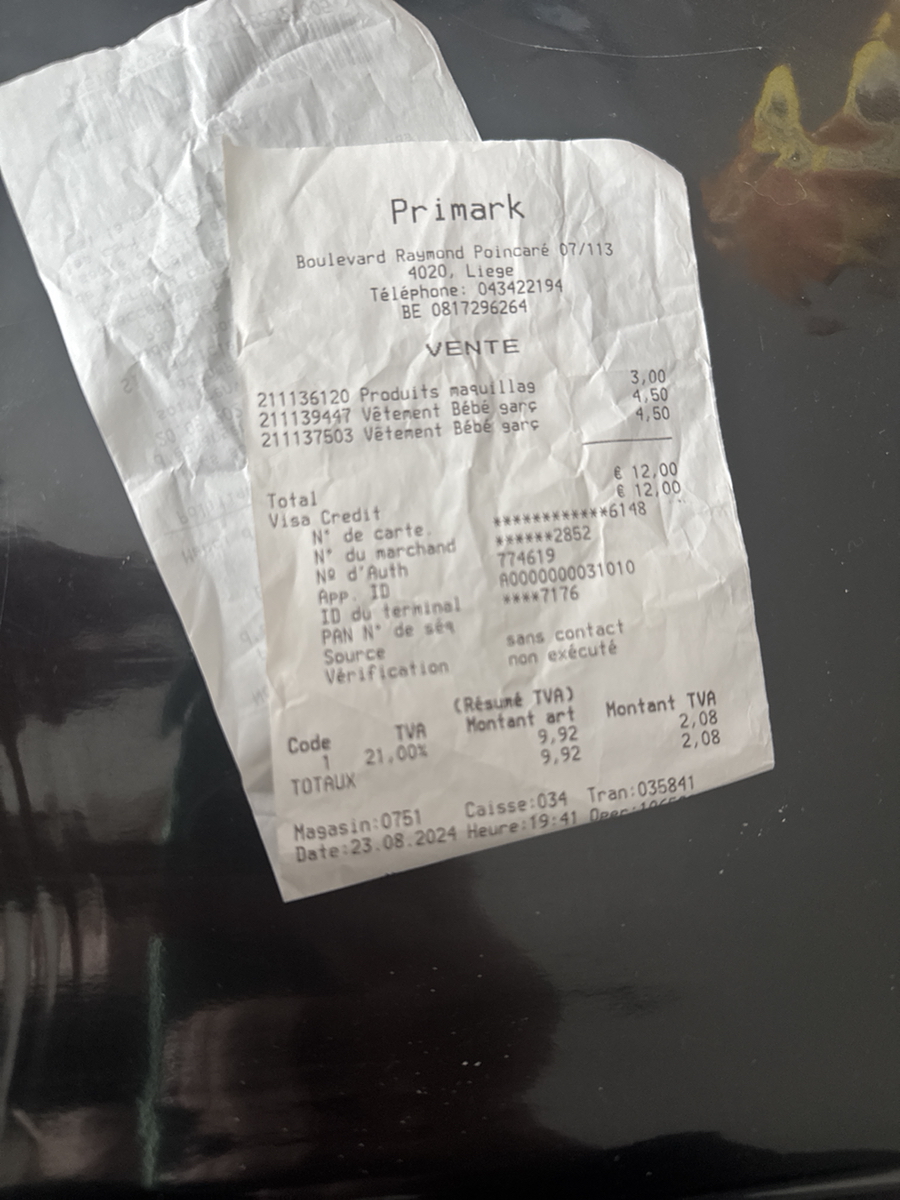 Primark
Boulevard Raymond Poincaré 07/113
4020, Liege
Téléphone: 043422194
BE 0817296264
VENTE
211136120 Produits maquillag 3,00
211139447 Vêtement Bébé garç 4,50
211137503 Vêtement Bébé garç 4,50
Total € 12,00
Visa Credit € 12,00
N° de carte. ************6148
N° du marchand ******2852
Nº d'Auth 774619
App. ID A0000000031010
ID du terminal ****7176
PAN N° de séq
Source sans contact
Vérification non exécuté
(Résumé TVA)
Code TVA Montant art Montant TVA
1 21,00% 9,92 2,08
TOTAUX 9,92 2,08
Magasin:0751 Caisse:034 Tran:035841
Date:23.08.2024 Heure:19:41